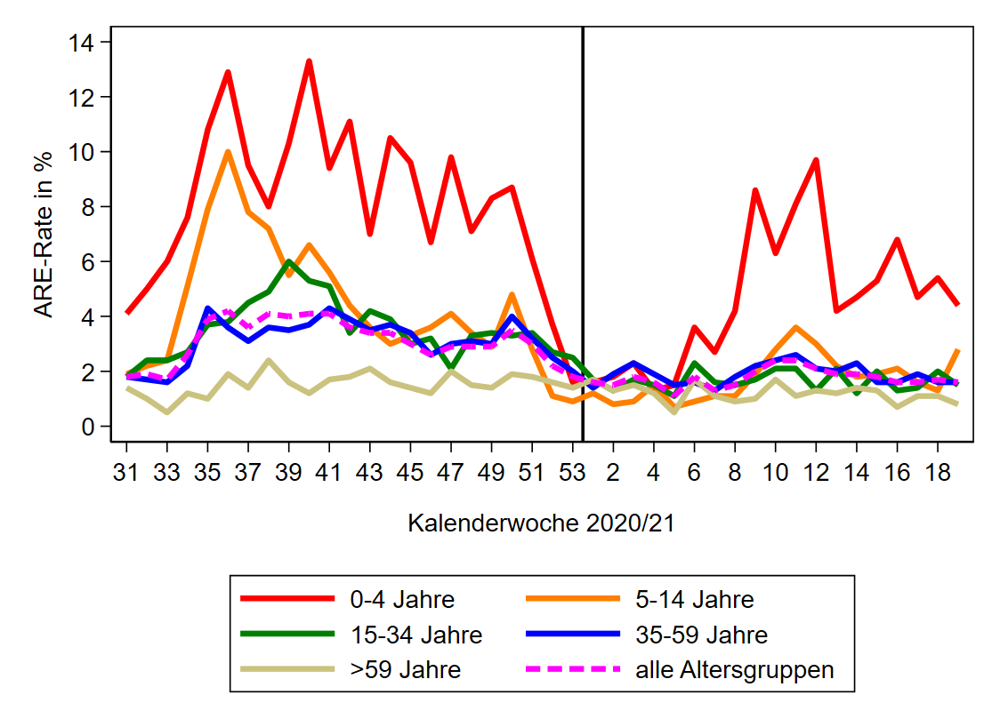 14
12
10
8
6
4
2
0
ARE-Rate in %
31 33 35 37 39 41 43 45 47 49 51 53 2 4 6 8 10 12 14 16 18
Kalenderwoche 2020/21
0-4 Jahre 5-14 Jahre
15-34 Jahre 35-59 Jahre
>59 Jahre alle Altersgruppen